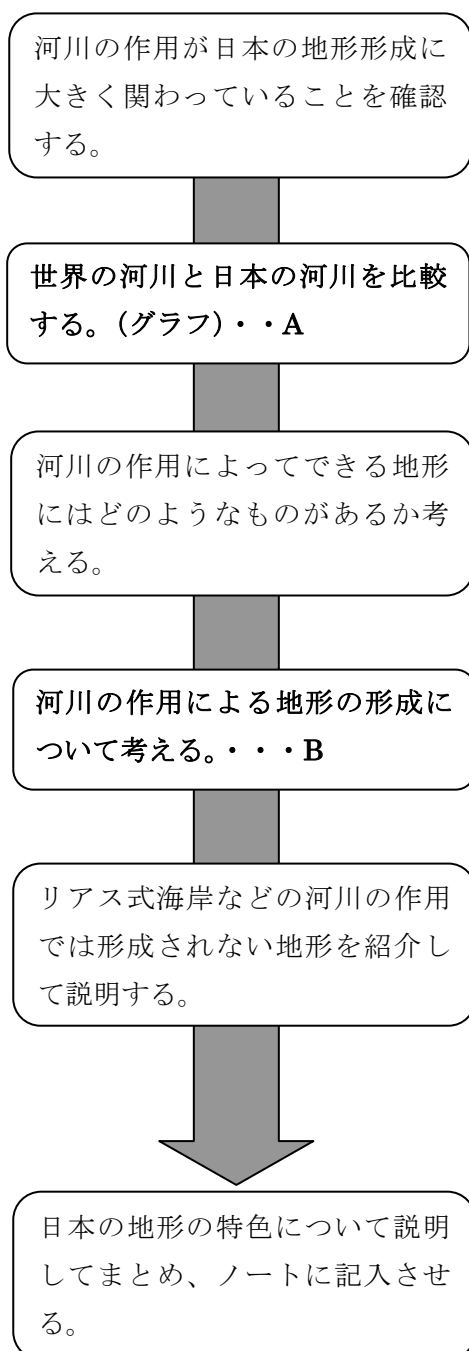 河川の作用が日本の地形形成に
大きく関わっていることを確認
する。
世界の河川と日本の河川を比較
する。（グラフ）・・A
河川の作用によってできる地形
にはどのようなものがあるか考
える。
河川の作用による地形の形成に
ついて考える。・・・B
リアス式海岸などの河川の作用
では形成されない地形を紹介し
て説明する。
日本の地形の特色について説明
してまとめ、ノートに記入させ
る。